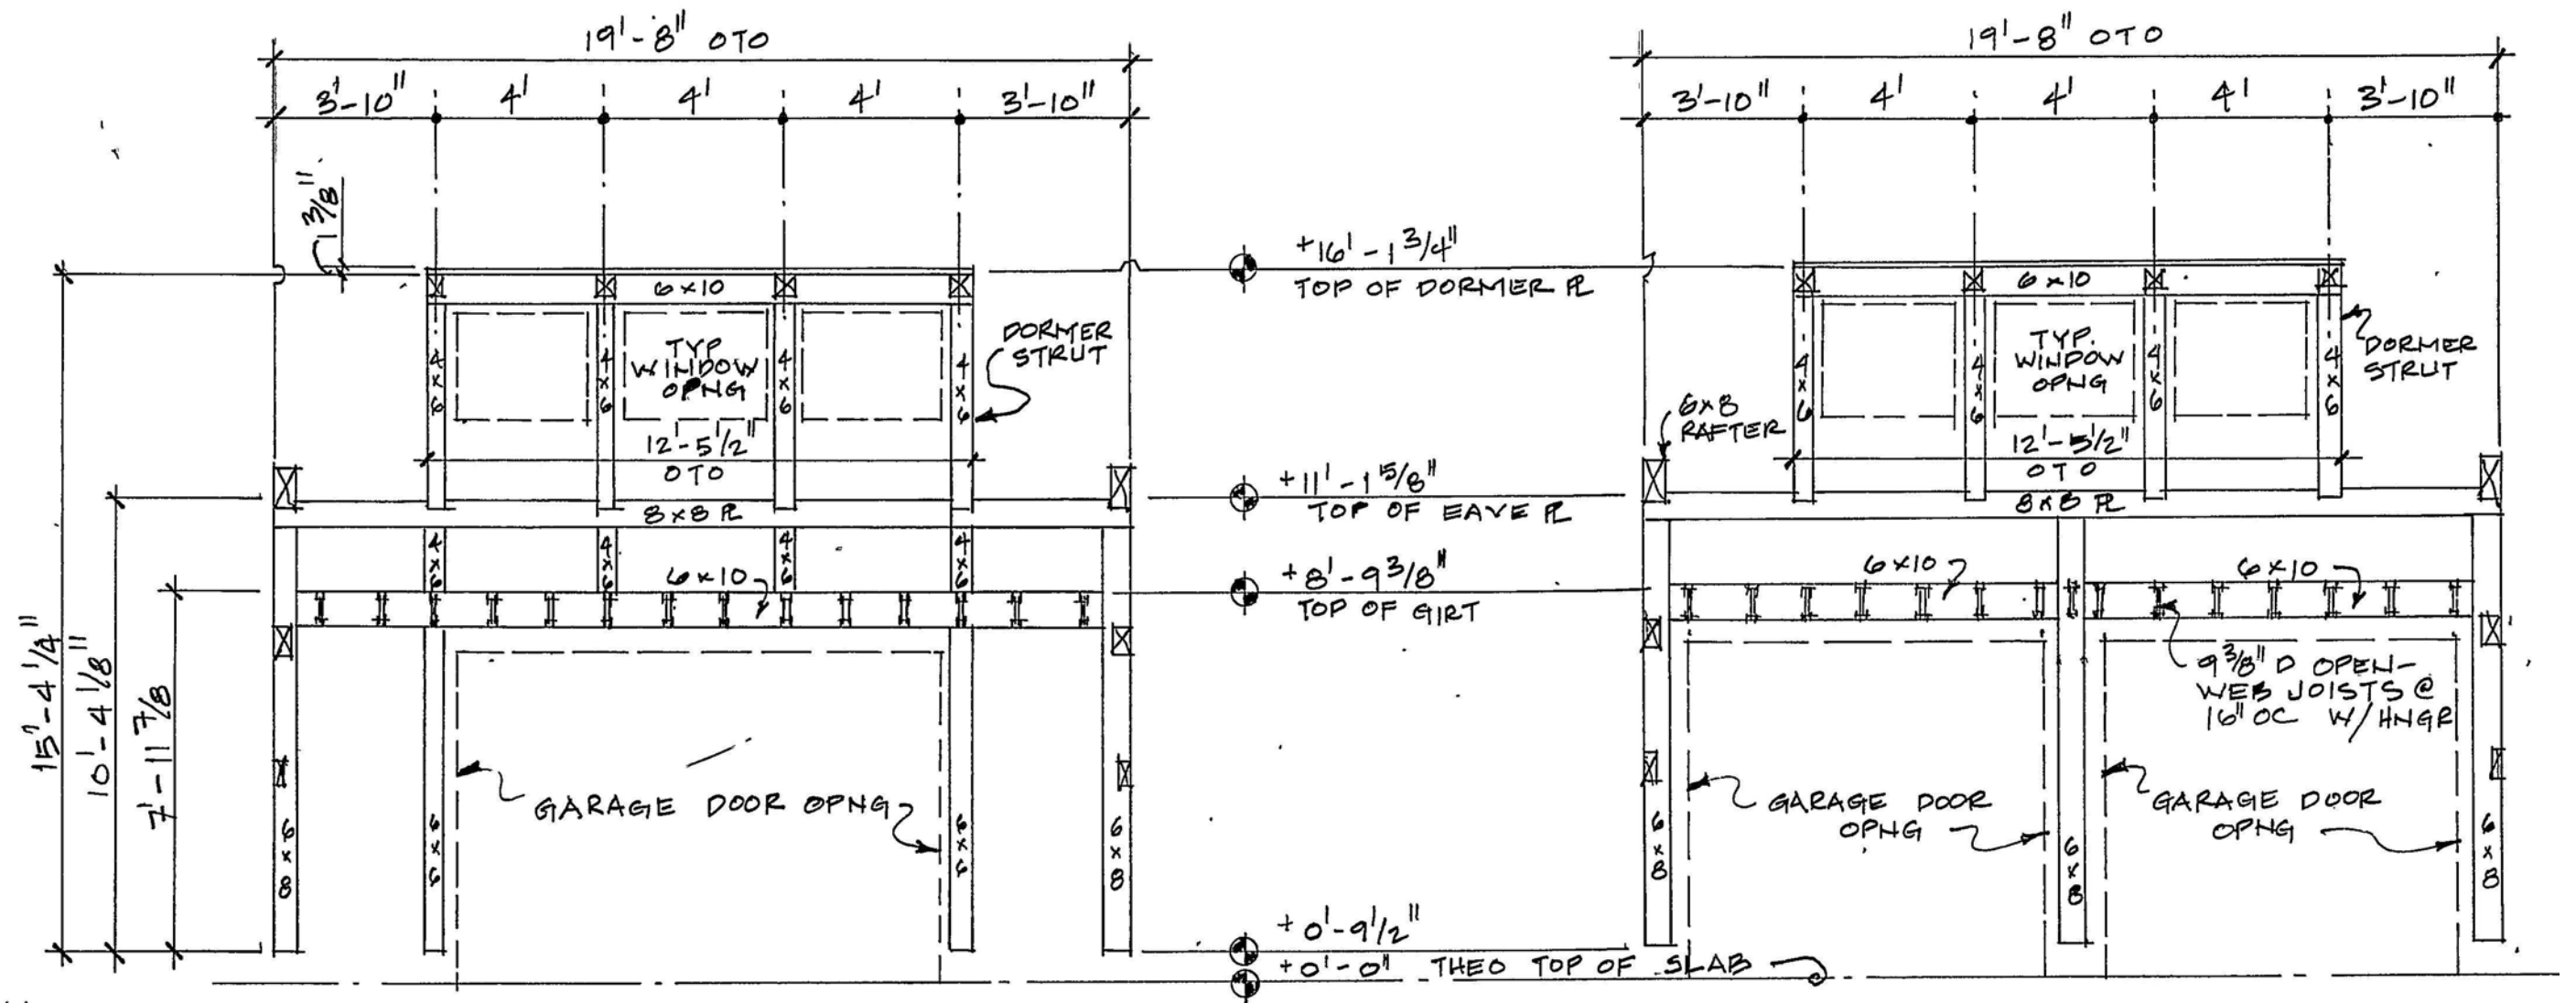 19'-8" OTO
3'-10" 4' 4' 4' 3'-10"
1 3/8"
6x10
4x6
4x6
4x6
4x6
TYP
WINDOW
OPNG
DORMER
STRUT
12'-5 1/2"
OTO
8x8 PL
4x6
4x6
4x6
4x6
6x10
15'-4 1/4"
10'-4 1/8"
7'-11 7/8
GARAGE DOOR OPNG
6x8
6x6
6x6
6x8
+16'-1 3/4"
TOP OF DORMER PL
+11'-1 5/8"
TOP OF EAVE PL
+8'-9 3/8"
TOP OF GIRT
+0'-9 1/2"
+0'-0" THEO TOP OF SLAB
19'-8" OTO
3'-10" 4' 4' 4' 3'-10"
6x10
4x6
4x6
4x6
4x6
TYP.
WINDOW
OPNG
DORMER
STRUT
6x8
RAFTER
12'-5 1/2"
OTO
8x8 PL
6x10
6x10
9 3/8" D OPEN-
WEB JOISTS @
16" OC W/HNGR
GARAGE DOOR
OPNG
GARAGE DOOR
OPNG
6x8
6x8
6x8